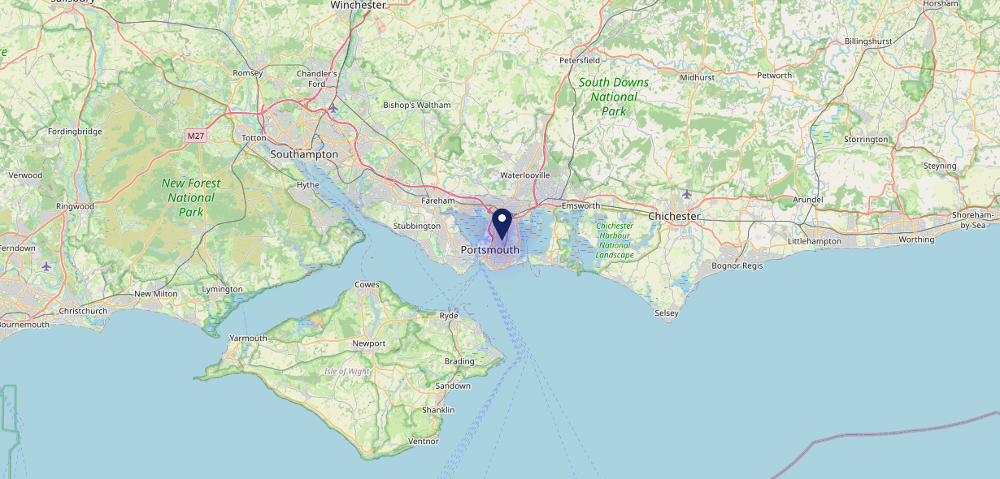 Salisbury
Winchester
Horsham
Billingshurst
Petersfield
Romsey
Chandler's
Ford
Midhurst
Petworth
South Downs
National
Park
Bishop's Waltham
Fordingbridge
M27
Totton
Storrington
Southampton
Verwood
Waterlooville
Steyning
New Forest
National
Park
Hythe
Ringwood
Fareham
Emsworth
Arundel
Chichester
Shoreham-
by-Sea
Stubbington
Chichester
Harbour
National
Landscape
Littlehampton
Worthing
Ferndown
Portsmouth
Bognor Regis
Cowes
Lymington
New Milton
Christchurch
Selsey
Ryde
Bournemouth
Yarmouth
Newport
Brading
Isle of Wight
Sandown
Shanklin
Ventnor